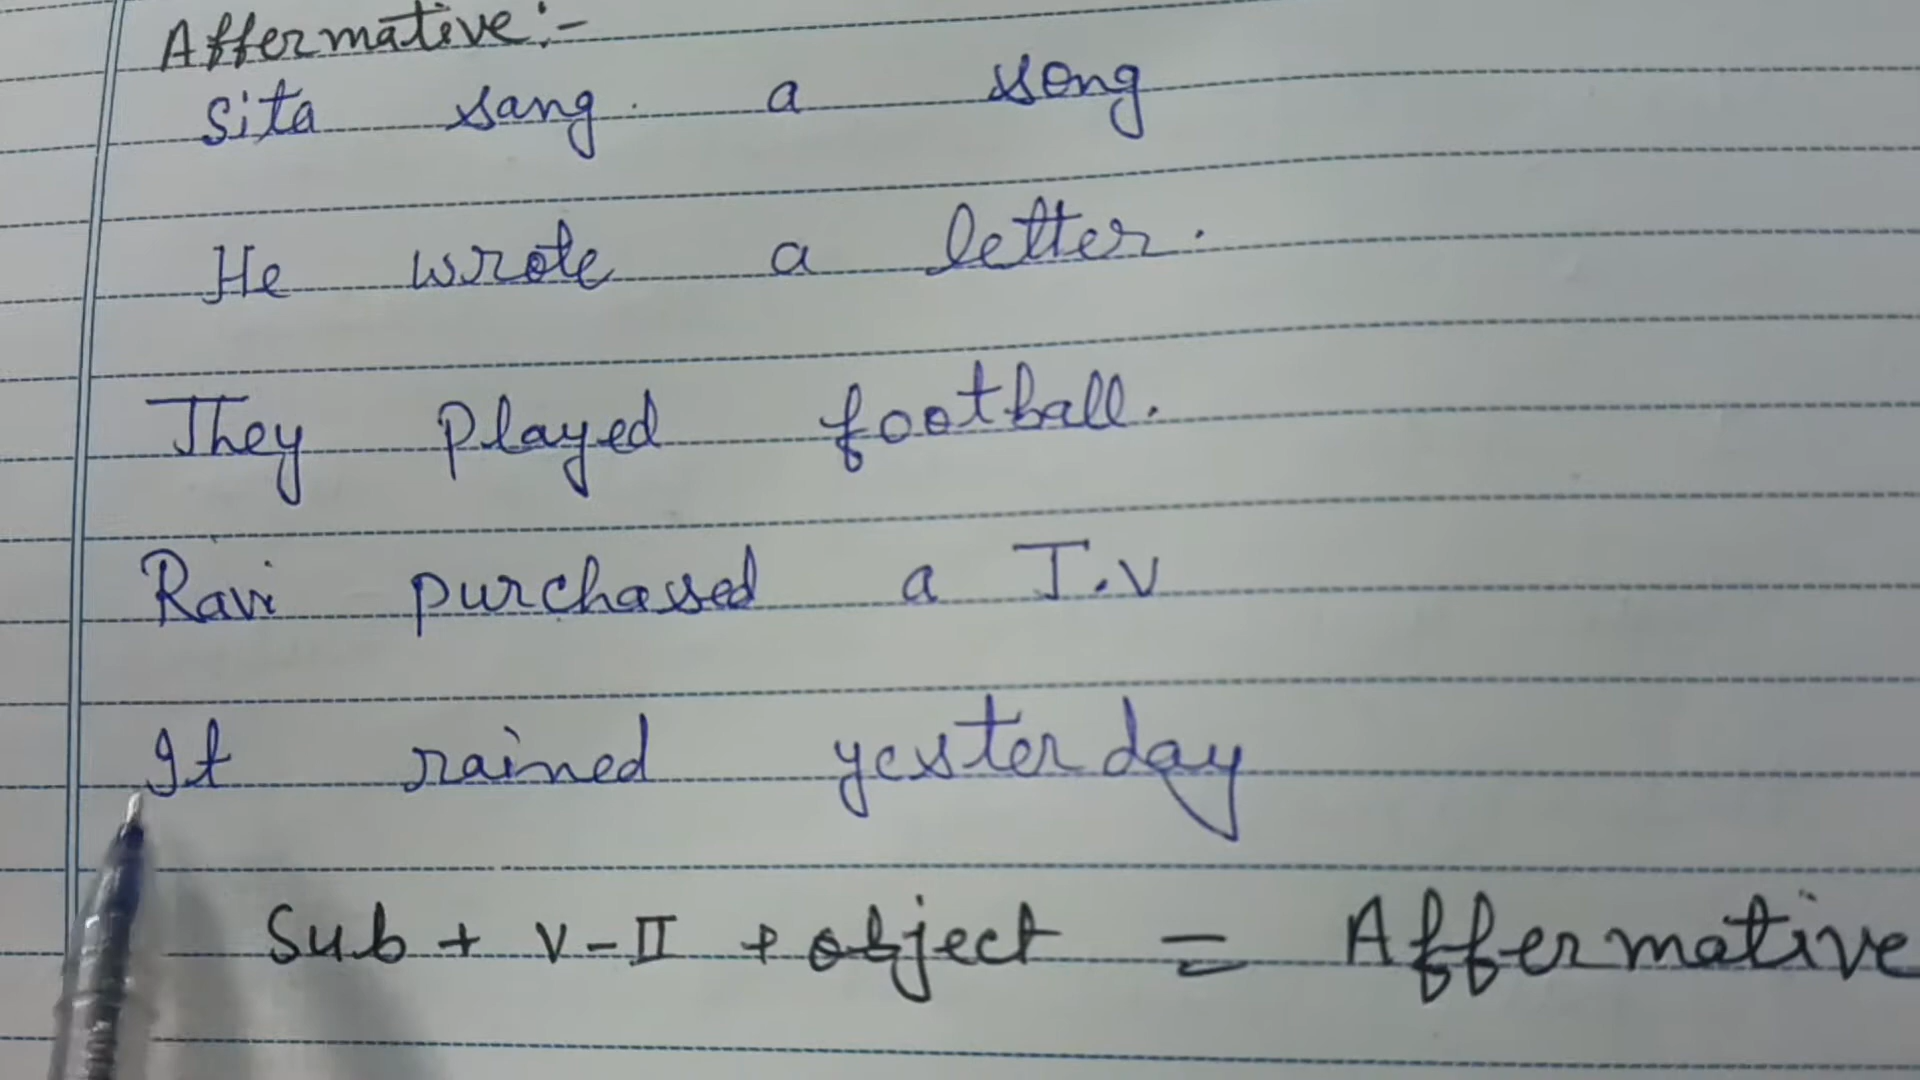 Affermative:-
Sita sang a song
He wrote a letter.
They played football.
Ravi purchased a T.V
It rained yesterday
Sub + V-II + object = Affermative